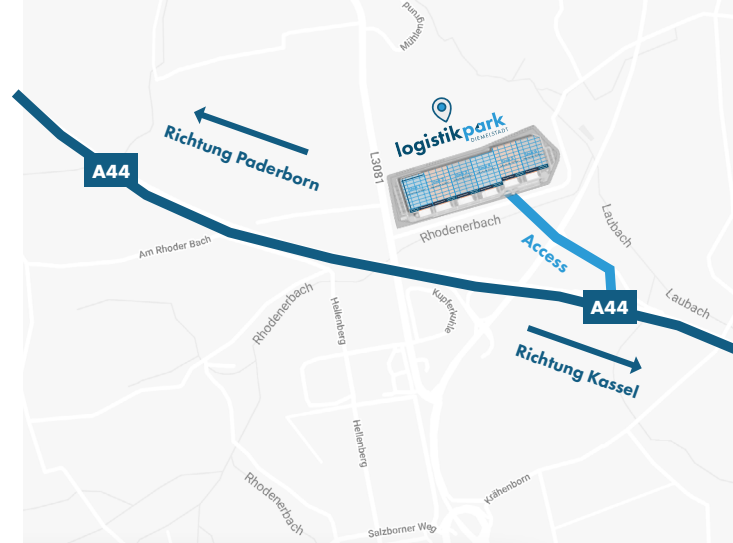 Mühlengrund
logistikpark
DIEMELSTADT
L3081
Richtung Paderborn
A44
Rhodenerbach
Laubach
Am Rhoder Bach
Access
A44
Laubach
Rhodenerbach
Hellenberg
Kupferkuhle
Richtung Kassel
Hellenberg
Rhodenerbach
Krähenborn
Salzborner Weg